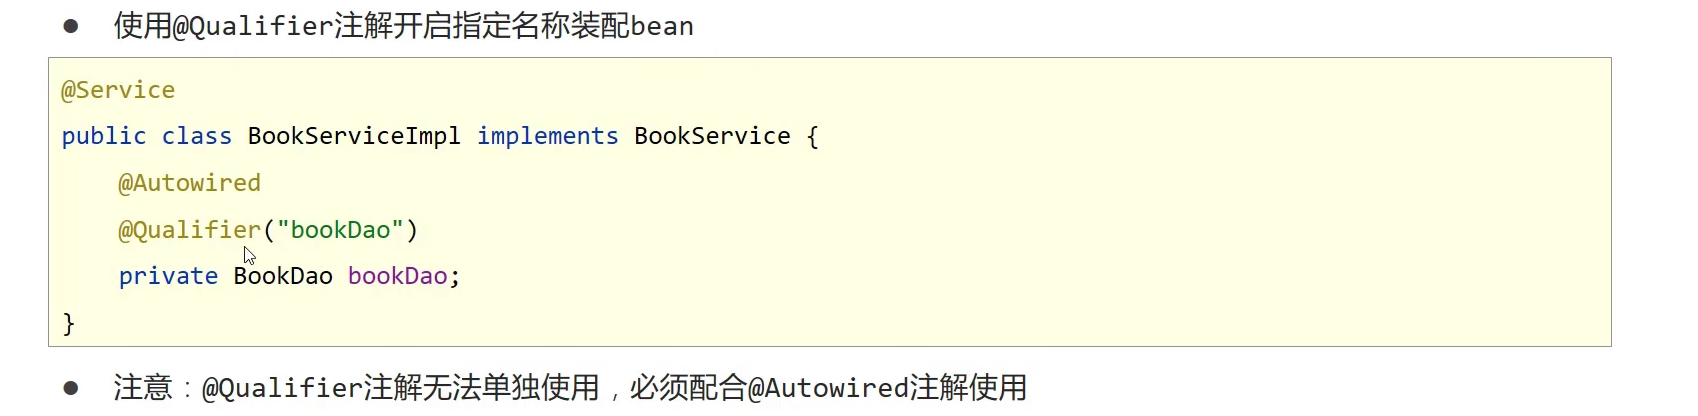 ● 使用@Qualifier注解开启指定名称装配bean
@Service
public class BookServiceImpl implements BookService {
    @Autowired
    @Qualifier("bookDao")
    private BookDao bookDao;
}
● 注意：@Qualifier注解无法单独使用，必须配合@Autowired注解使用